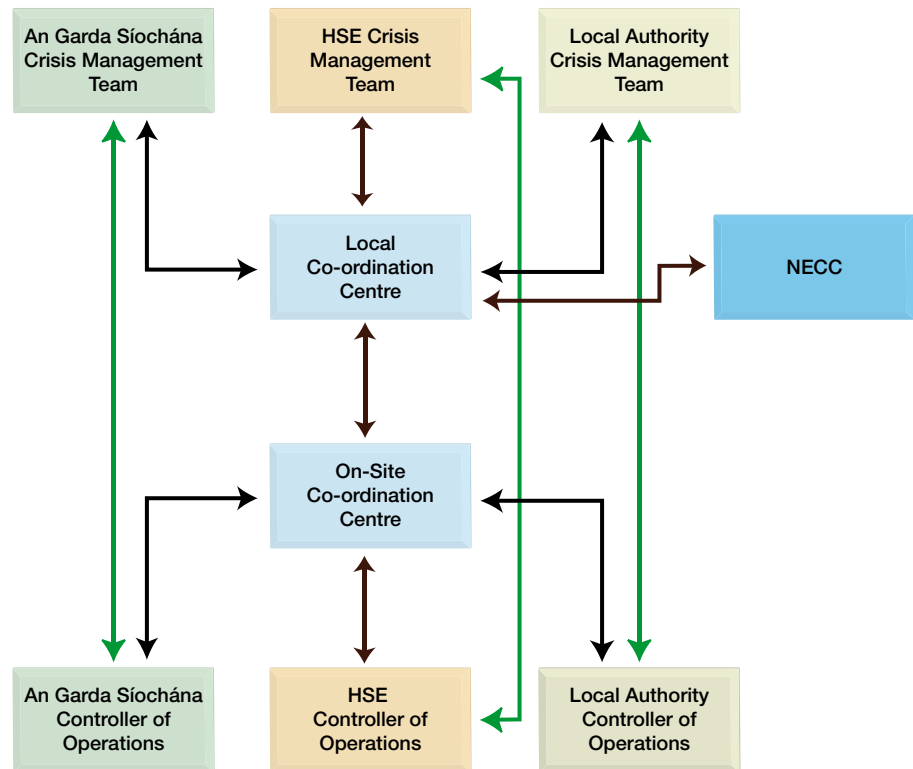 An Garda Síochána
Crisis Management
Team
HSE Crisis
Management
Team
Local Authority
Crisis Management
Team
Local
Co-ordination
Centre
NECC
On-Site
Co-ordination
Centre
An Garda Síochána
Controller of
Operations
HSE
Controller of
Operations
Local Authority
Controller of
Operations